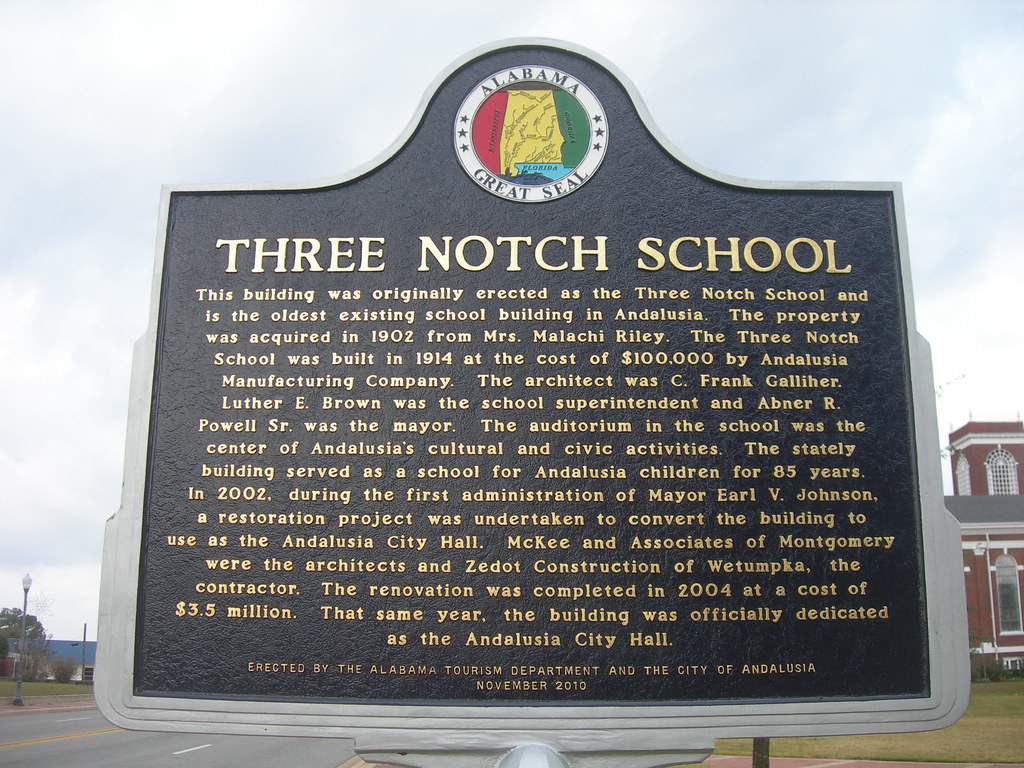 ALABAMA
FLORIDA
GREAT SEAL
THREE NOTCH SCHOOL
This building was originally erected as the Three Notch School and
is the oldest existing school building in Andalusia. The property
was acquired in 1902 from Mrs. Malachi Riley. The Three Notch
School was built in 1914 at the cost of $100,000 by Andalusia
Manufacturing Company. The architect was C. Frank Galliher.
Luther E. Brown was the school superintendent and Abner R.
Powell Sr. was the mayor. The auditorium in the school was the
center of Andalusia's cultural and civic activities. The stately
building served as a school for Andalusia children for 85 years.
In 2002, during the first administration of Mayor Earl V. Johnson,
a restoration project was undertaken to convert the building to
use as the Andalusia City Hall. McKee and Associates of Montgomery
were the architects and Zedot Construction of Wetumpka, the
contractor. The renovation was completed in 2004 at a cost of
$3.5 million. That same year, the building was officially dedicated
as the Andalusia City Hall.
ERECTED BY THE ALABAMA TOURISM DEPARTMENT AND THE CITY OF ANDALUSIA
NOVEMBER 2010